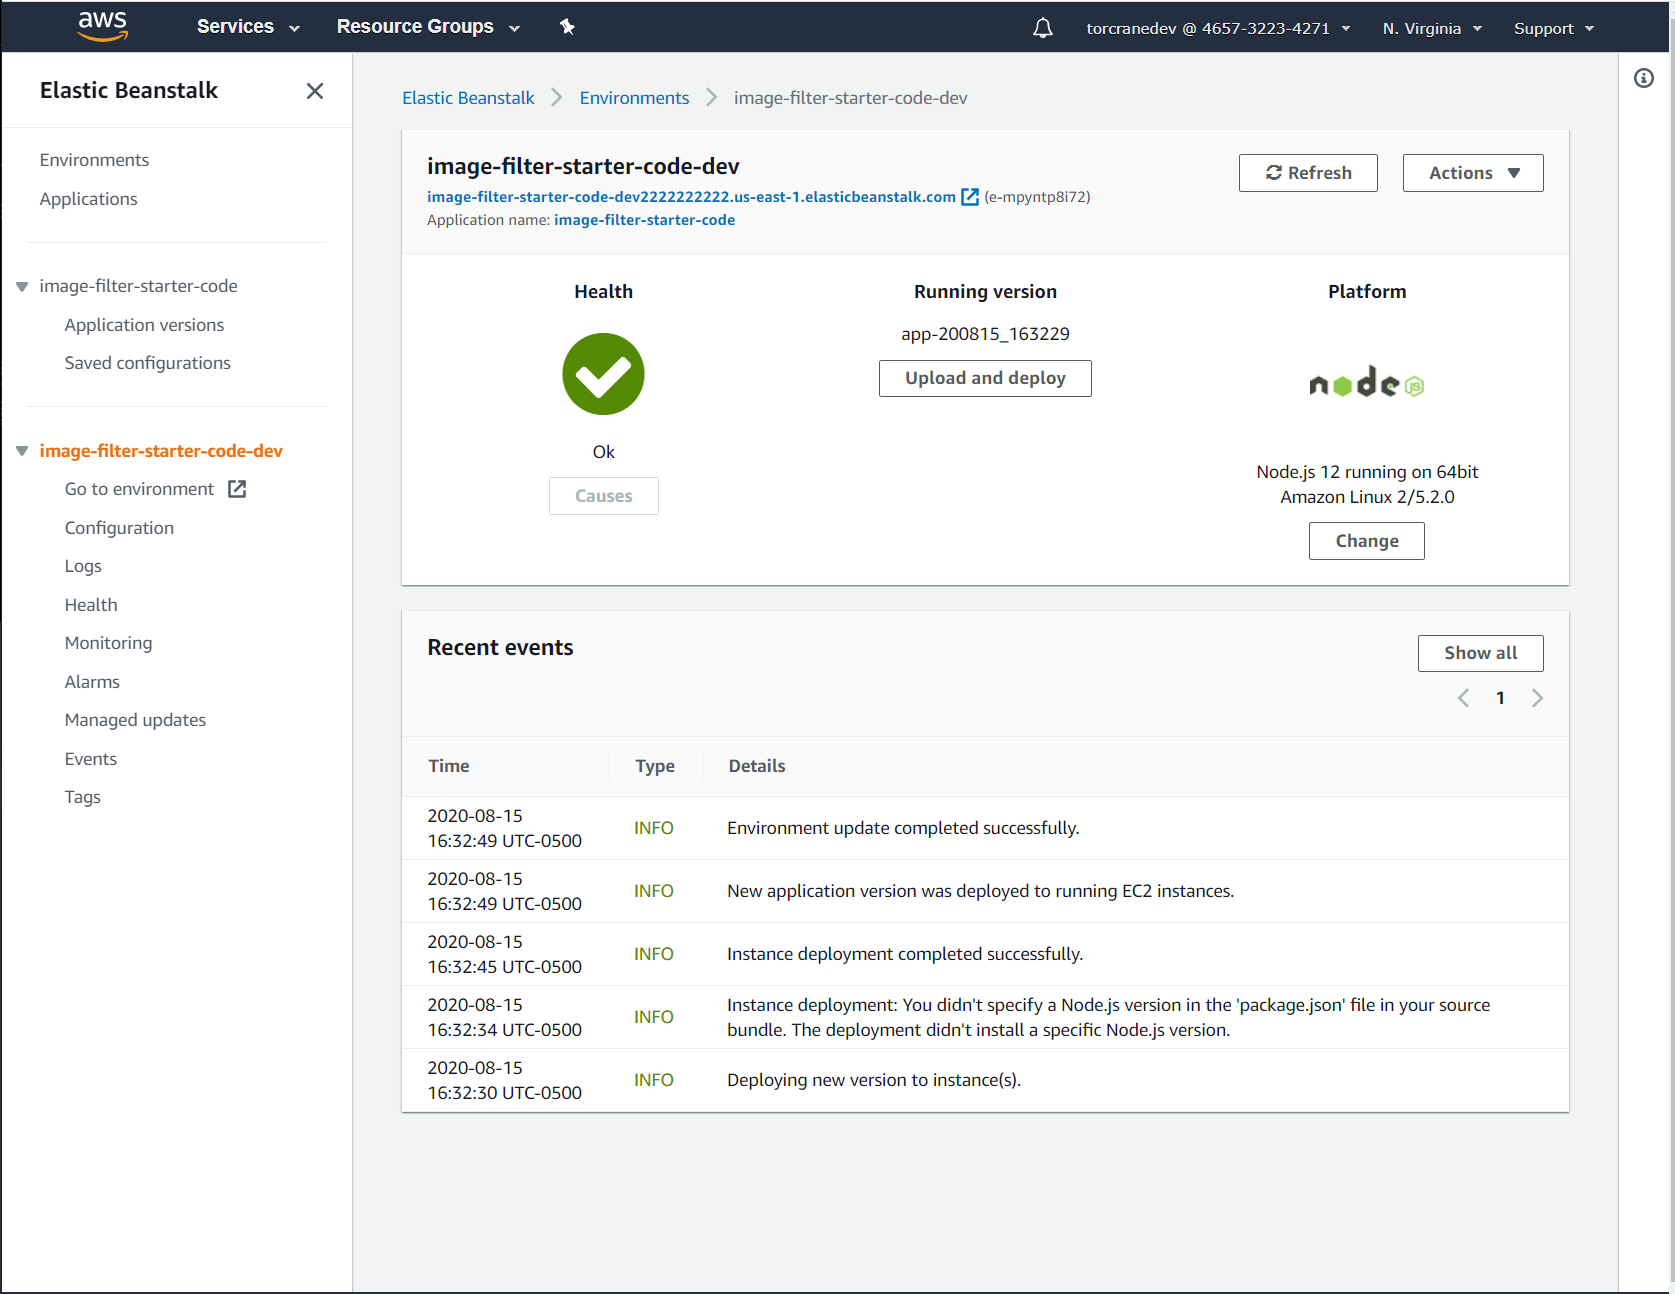 aws
Services
Resource Groups
torcranedev @ 4657-3223-4271
N. Virginia
Support
Elastic Beanstalk
Environments
Applications
image-filter-starter-code
Application versions
Saved configurations
image-filter-starter-code-dev
Go to environment
Configuration
Logs
Health
Monitoring
Alarms
Managed updates
Events
Tags
Elastic Beanstalk
Environments
image-filter-starter-code-dev
image-filter-starter-code-dev
image-filter-starter-code-dev2222222222.us-east-1.elasticbeanstalk.com (e-mpyntp8i72)
Application name: image-filter-starter-code
Refresh
Actions
Health
Ok
Causes
Running version
app-200815_163229
Upload and deploy
Platform
node JS
Node.js 12 running on 64bit
Amazon Linux 2/5.2.0
Change
Recent events
Show all
1
Time
Type
Details
2020-08-15
16:32:49 UTC-0500
INFO
Environment update completed successfully.
2020-08-15
16:32:49 UTC-0500
INFO
New application version was deployed to running EC2 instances.
2020-08-15
16:32:45 UTC-0500
INFO
Instance deployment completed successfully.
2020-08-15
16:32:34 UTC-0500
INFO
Instance deployment: You didn't specify a Node.js version in the 'package.json' file in your source
bundle. The deployment didn't install a specific Node.js version.
2020-08-15
16:32:30 UTC-0500
INFO
Deploying new version to instance(s).